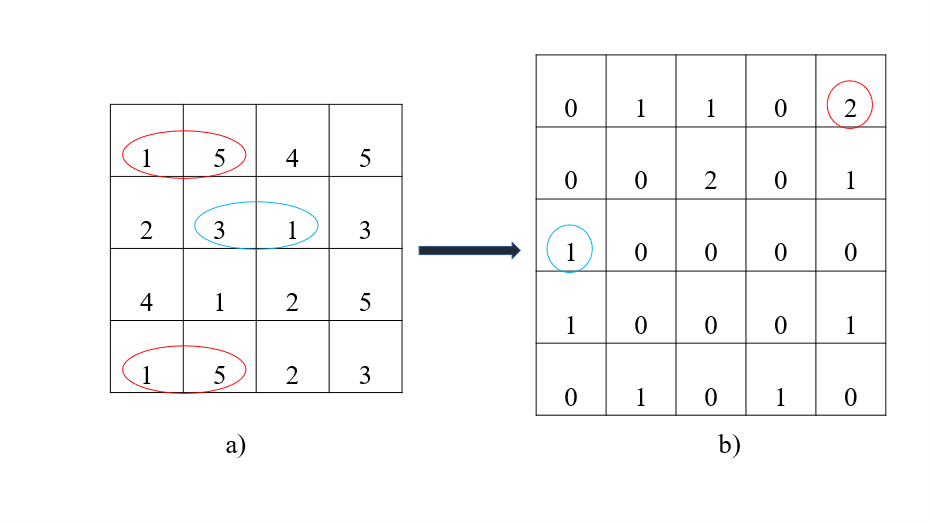 1 5 4 5
2 3 1 3
4 1 2 5
1 5 2 3
a)
0 1 1 0 2
0 0 2 0 1
1 0 0 0 0
1 0 0 0 1
0 1 0 1 0
b)